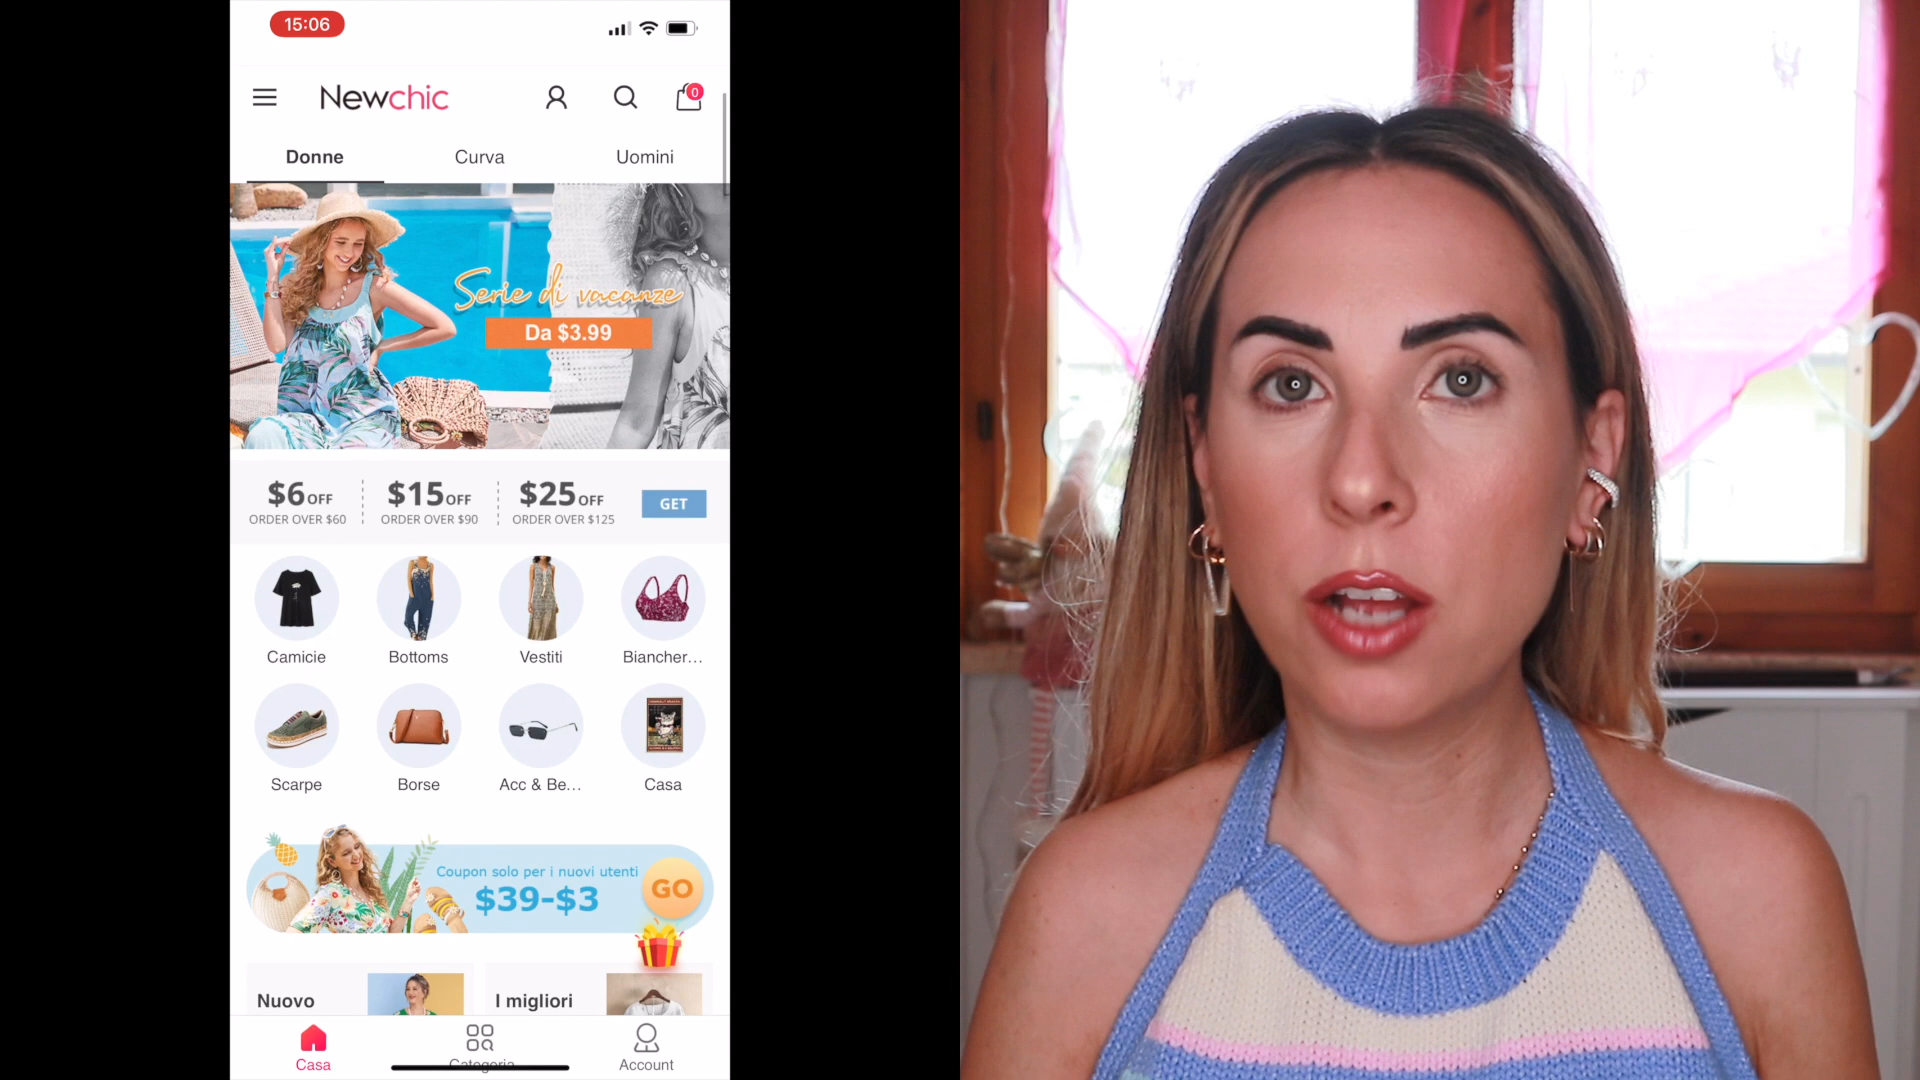 15:06
Newchic
0
Donne Curva Uomini
Serie di vacanze
Da $3.99
$6 OFF $15 OFF $25 OFF GET
ORDER OVER $60 ORDER OVER $90 ORDER OVER $125
Camicie Bottoms Vestiti Biancher...
Scarpe Borse Acc & Be... Casa
Coupon solo per i nuovi utenti
$39-$3 GO
Nuovo I migliori
Casa Categoria Account